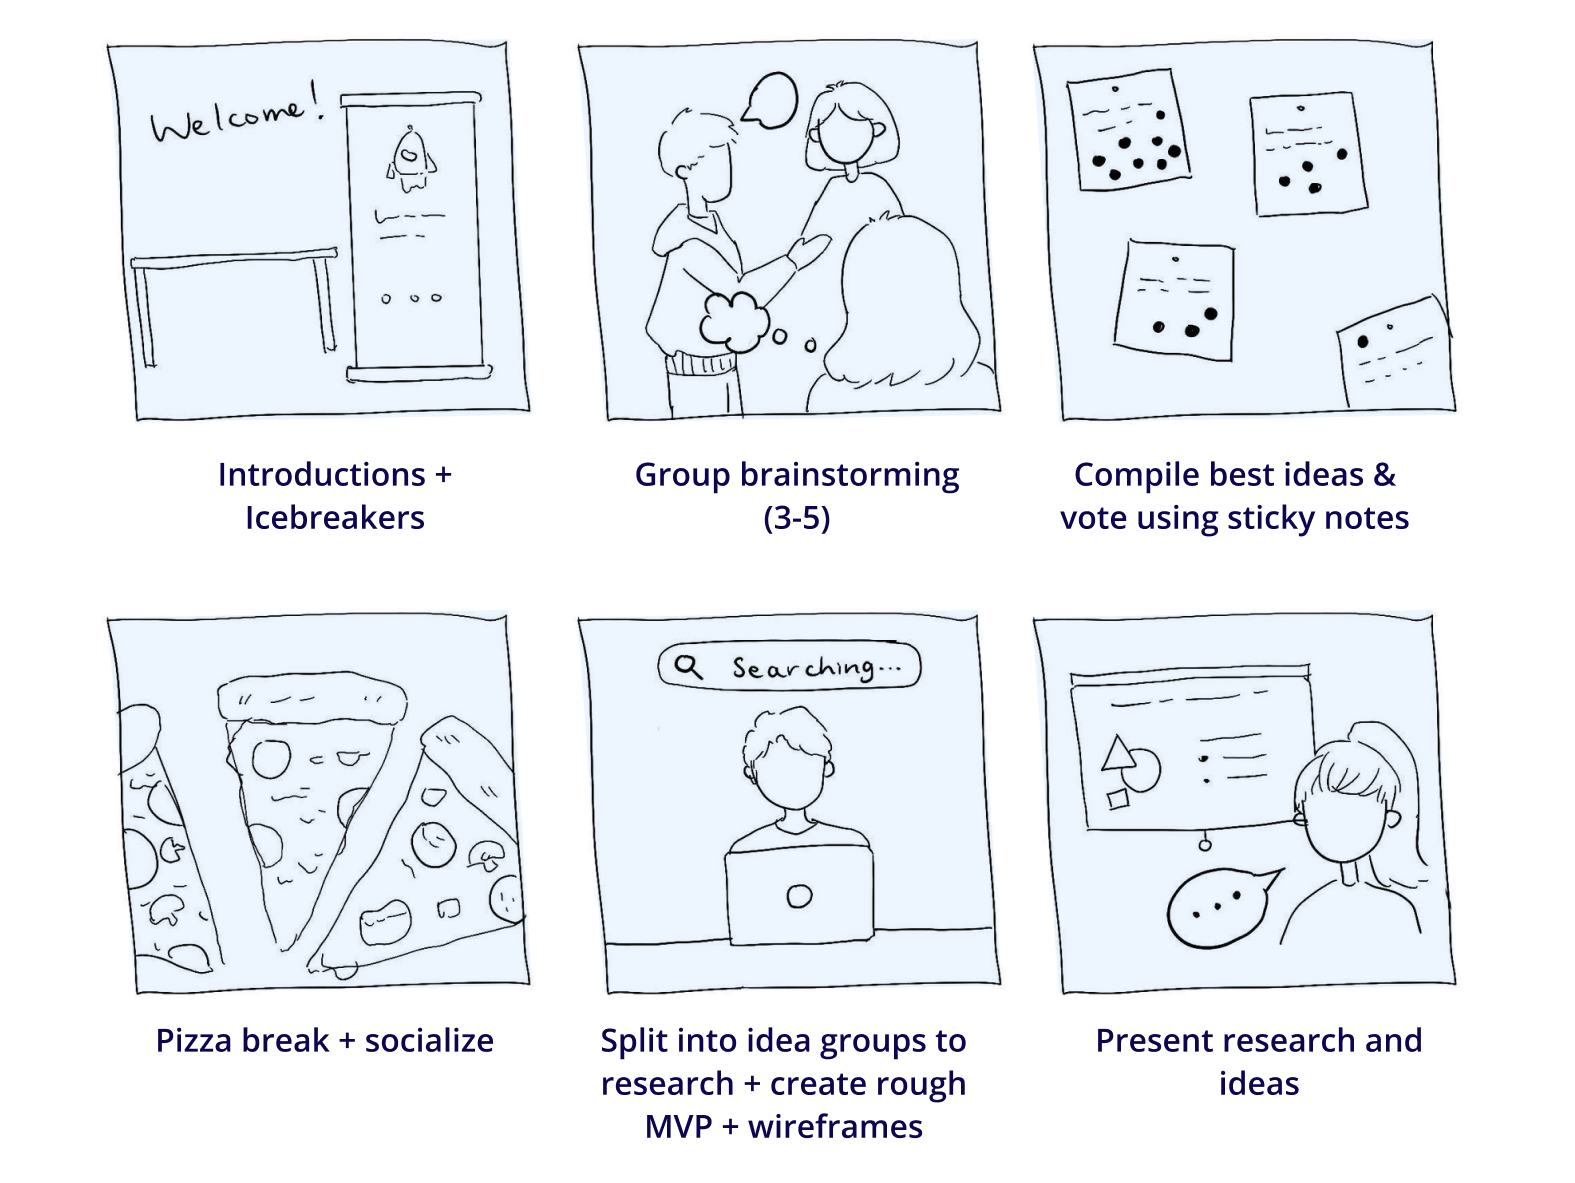 Welcome!
Introductions +
Icebreakers
Group brainstorming
(3-5)
Compile best ideas &
vote using sticky notes
Searching...
Pizza break + socialize
Split into idea groups to
research + create rough
MVP + wireframes
Present research and
ideas